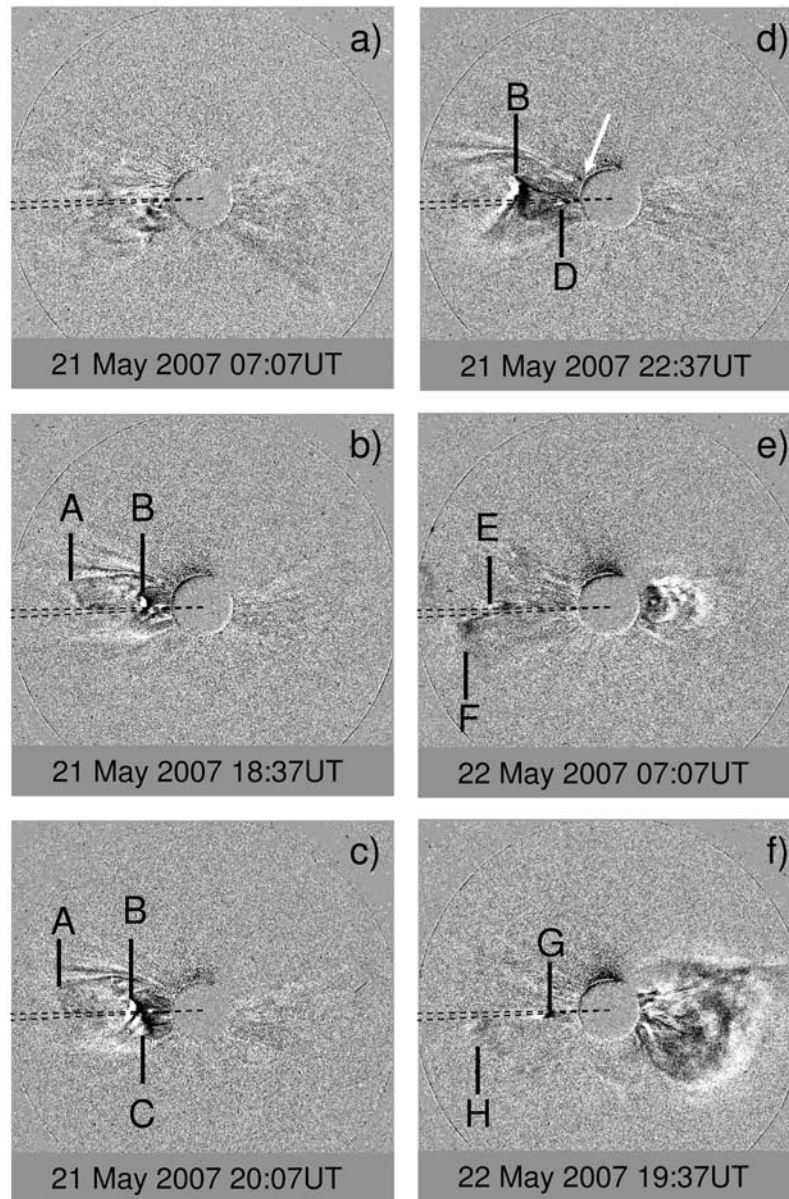 a)
21 May 2007 07:07UT
b)
A B
21 May 2007 18:37UT
c)
A B
C
21 May 2007 20:07UT
d)
B
D
21 May 2007 22:37UT
e)
E
F
22 May 2007 07:07UT
f)
G
H
22 May 2007 19:37UT